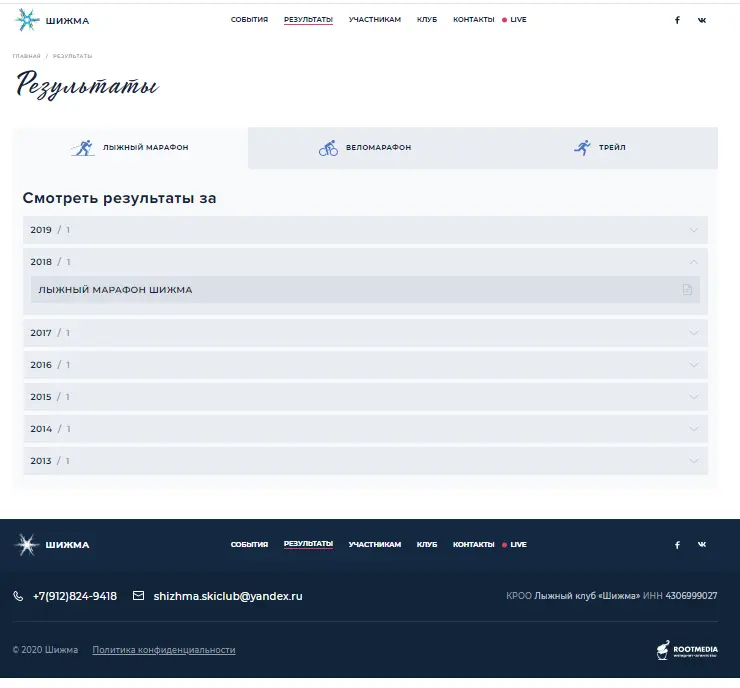 ШИЖМА
СОБЫТИЯ РЕЗУЛЬТАТЫ УЧАСТНИКАМ КЛУБ КОНТАКТЫ LIVE
ГЛАВНАЯ / РЕЗУЛЬТАТЫ
Результаты
ЛЫЖНЫЙ МАРАФОН ВЕЛОМАРАФОН ТРЕЙЛ
Смотреть результаты за
2019 / 1
2018 / 1
ЛЫЖНЫЙ МАРАФОН ШИЖМА
2017 / 1
2016 / 1
2015 / 1
2014 / 1
2013 / 1
ШИЖМА
СОБЫТИЯ РЕЗУЛЬТАТЫ УЧАСТНИКАМ КЛУБ КОНТАКТЫ LIVE
+7(912)824-9418 shizhma.skiclub@yandex.ru КРОО Лыжный клуб «Шижма» ИНН 4306999027
© 2020 Шижма Политика конфиденциальности
ROOTMEDIA
ИНТЕРНЕТ-АГЕНТСТВО